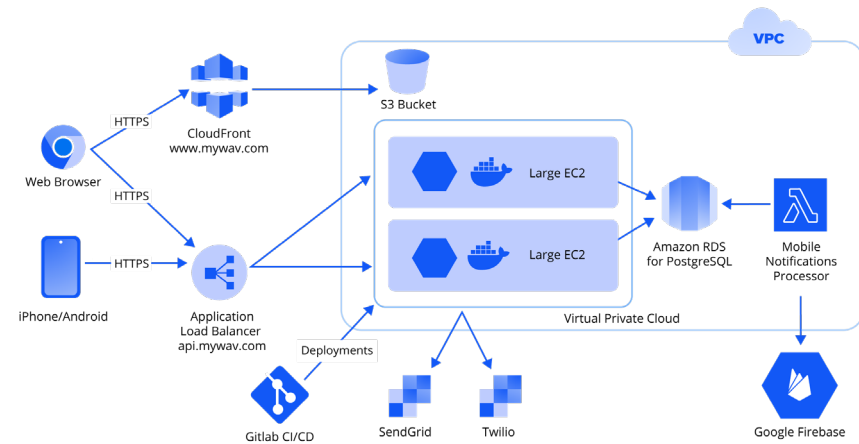 VPC
S3 Bucket
HTTPS
CloudFront
www.mywav.com
Web Browser
HTTPS
Large EC2
Large EC2
Amazon RDS
for PostgreSQL
Mobile
Notifications
Processor
HTTPS
iPhone/Android
Application
Load Balancer
api.mywav.com
Virtual Private Cloud
Deployments
Gitlab CI/CD
SendGrid
Twilio
Google Firebase